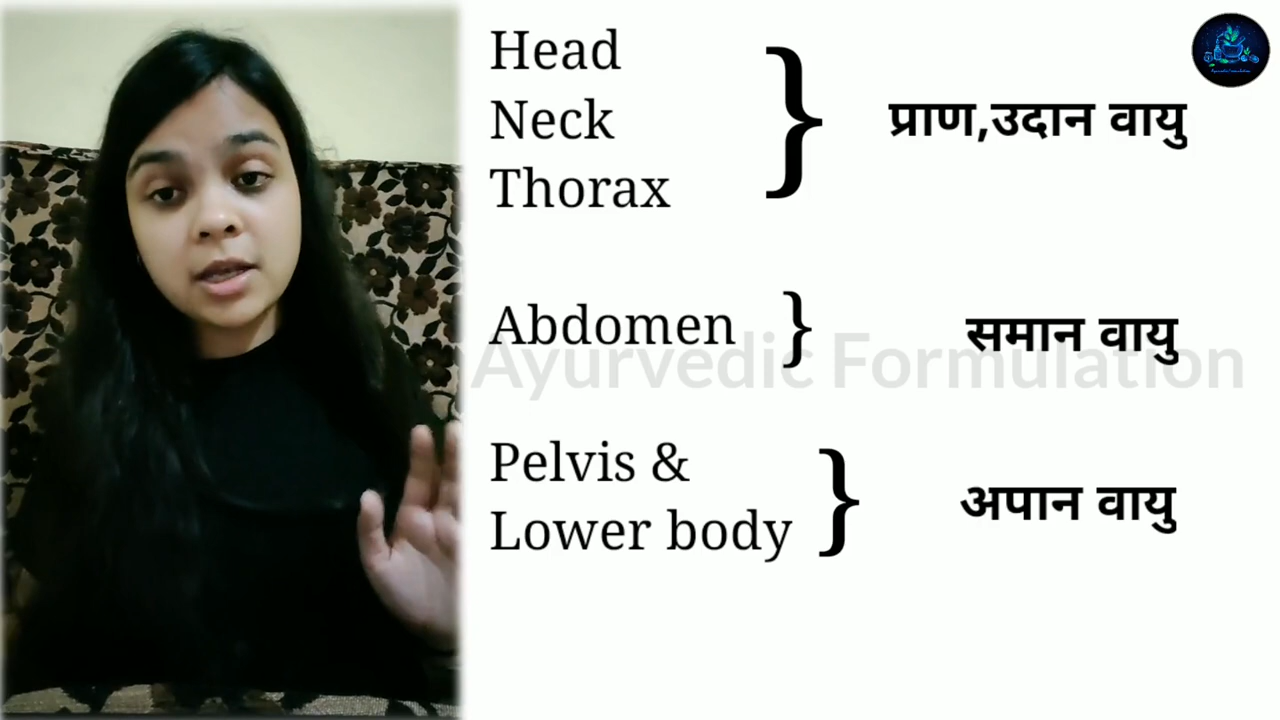 Head
Neck
Thorax
प्राण,उदान वायु
Abdomen
समान वायु
Ayurvedic Formulation
Pelvis &
Lower body
अपान वायु